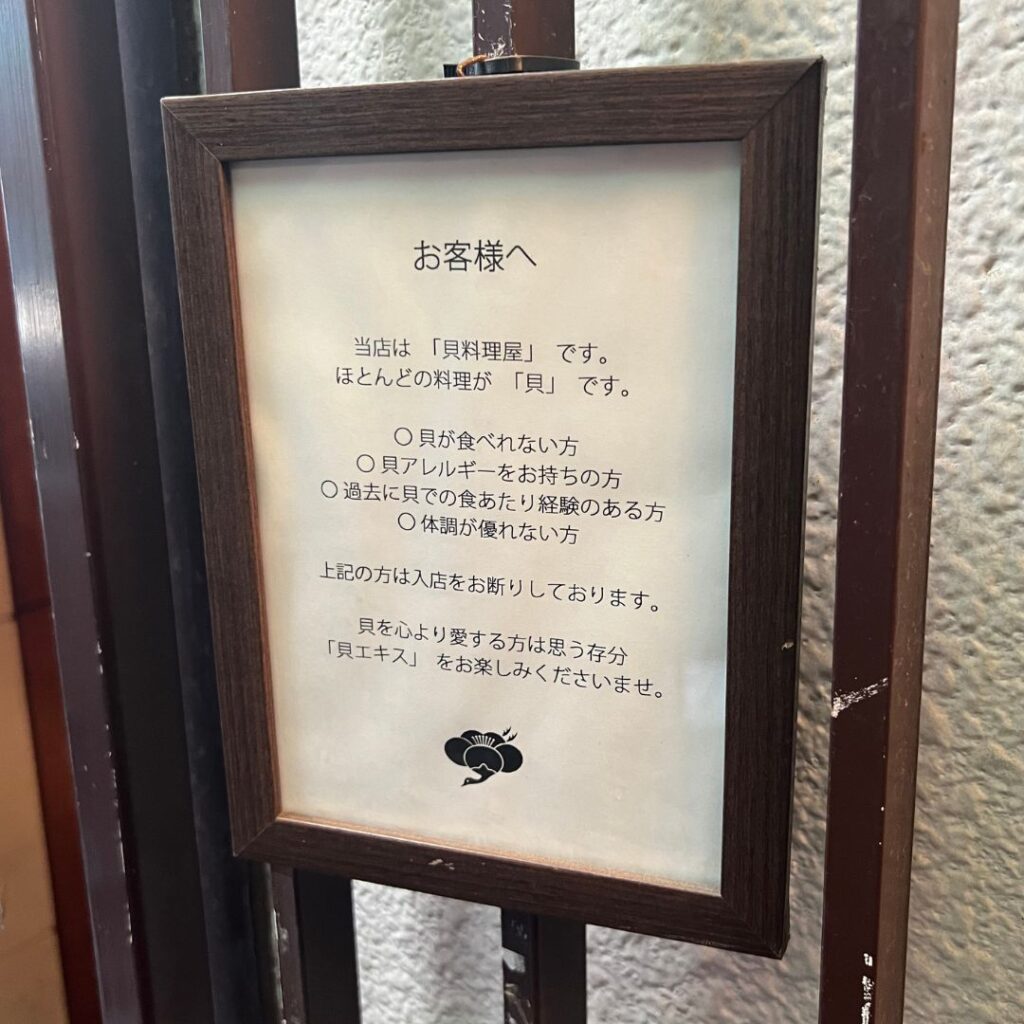 お客様へ
当店は 「貝料理屋」 です。
ほとんどの料理が 「貝」 です。
〇 貝が食べれない方
〇 貝アレルギーをお持ちの方
〇 過去に貝での食あたり経験のある方
〇 体調が優れない方
上記の方は入店をお断りしております。
貝を心より愛する方は思う存分
「貝エキス」 をお楽しみくださいませ。